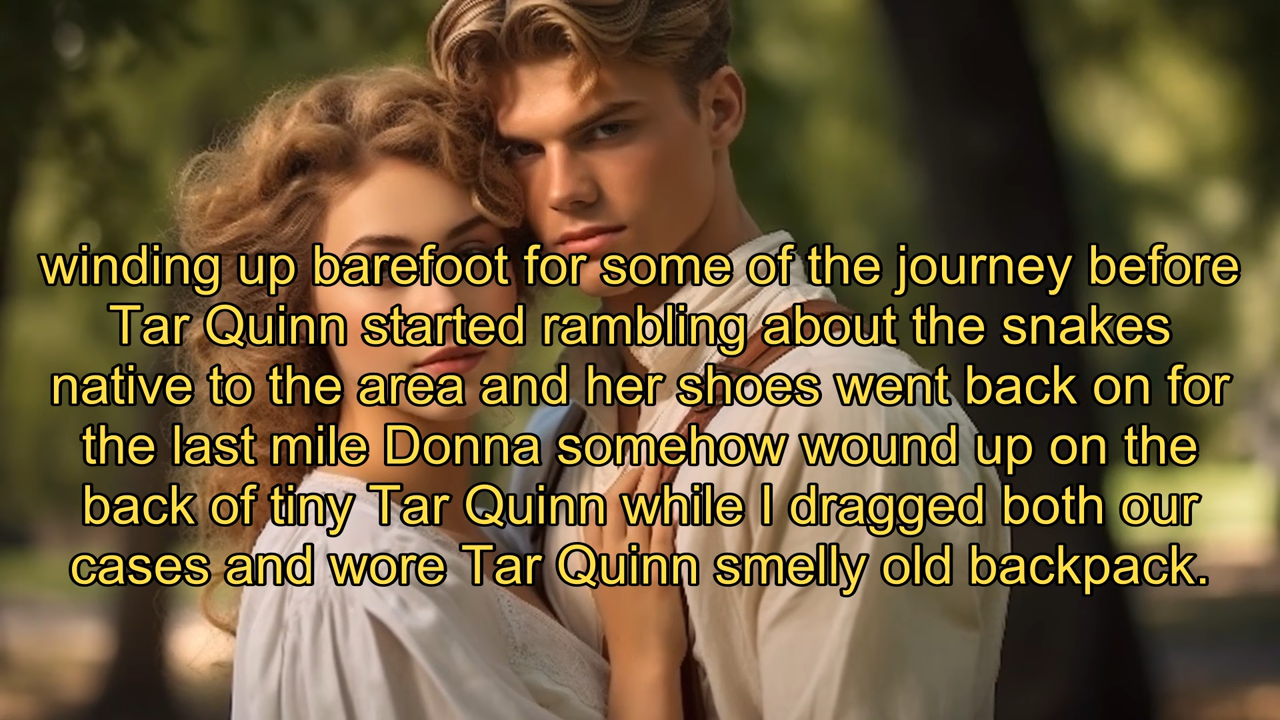 winding up barefoot for some of the journey before
Tar Quinn started rambling about the snakes
native to the area and her shoes went back on for
the last mile Donna somehow wound up on the
back of tiny Tar Quinn while I dragged both our
cases and wore Tar Quinn smelly old backpack.